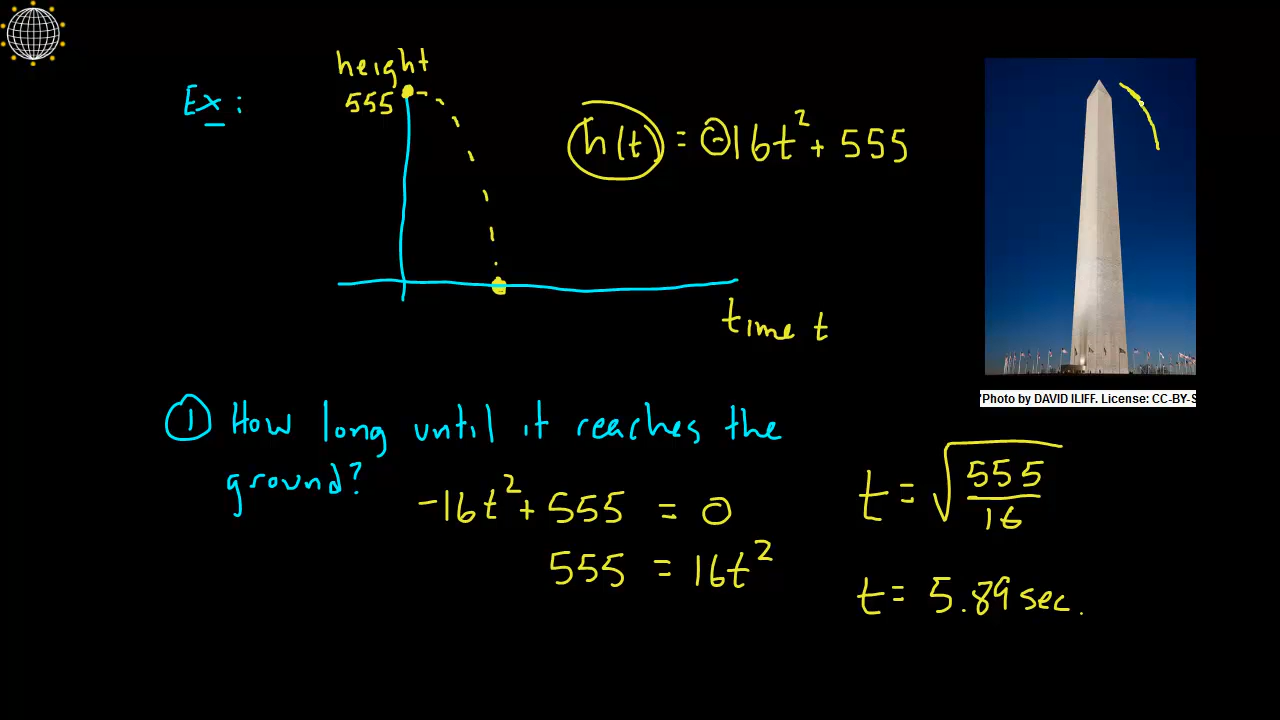 Ex:
height
555
h(t) = -16t² + 555
time t
"Photo by DAVID ILIFF. License: CC-BY-S
① How long until it reaches the
ground?
-16t² + 555 = 0
555 = 16t²
t = √555/16
t = 5.89 sec.